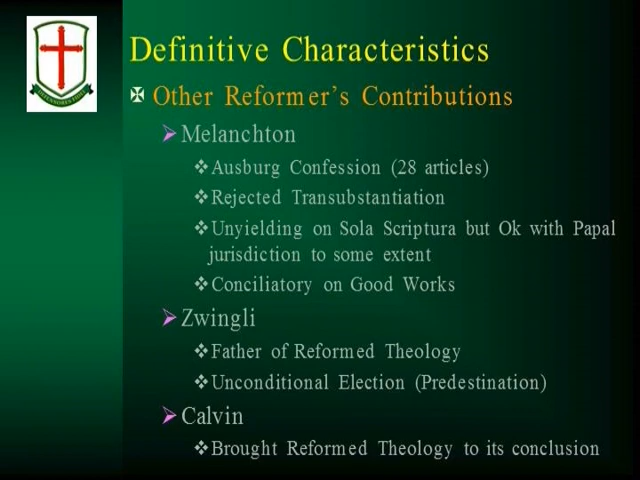 Definitive Characteristics
Other Reformer's Contributions
Melanchton
Ausburg Confession (28 articles)
Rejected Transubstantiation
Unyielding on Sola Scriptura but Ok with Papal
jurisdiction to some extent
Conciliatory on Good Works
Zwingli
Father of Reformed Theology
Unconditional Election (Predestination)
Calvin
Brought Reformed Theology to its conclusion